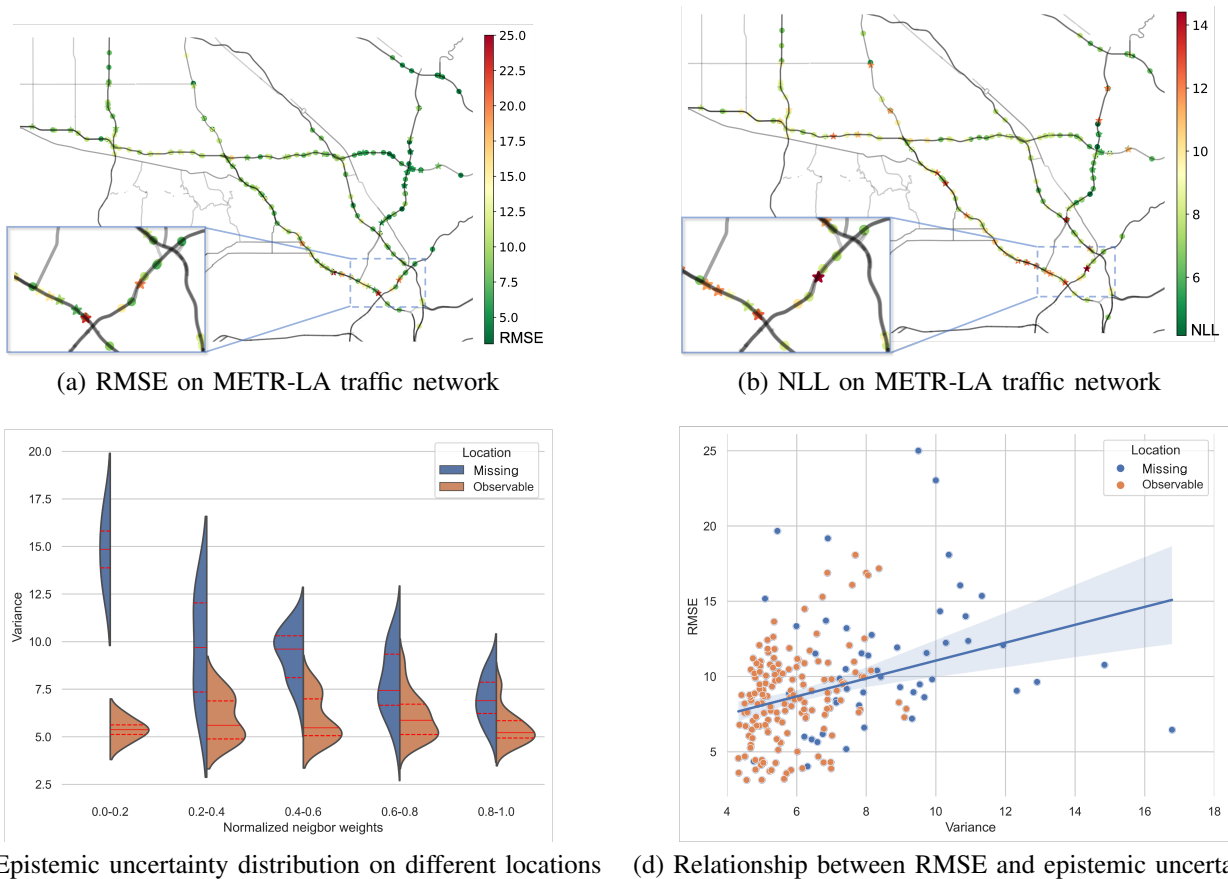 25.0
22.5
20.0
17.5
15.0
12.5
10.0
7.5
5.0
RMSE
(a) RMSE on METR-LA traffic network
14
12
10
8
6
NLL
(b) NLL on METR-LA traffic network
20.0
17.5
15.0
12.5
10.0
7.5
5.0
2.5
Variance
Location
Missing
Observable
0.0-0.2 0.2-0.4 0.4-0.6 0.6-0.8 0.8-1.0
Normalized neigbor weights
Epistemic uncertainty distribution on different locations
25
20
15
10
5
RMSE
Location
Missing
Observable
4 6 8 10 12 14 16 18
Variance
(d) Relationship between RMSE and epistemic uncerta